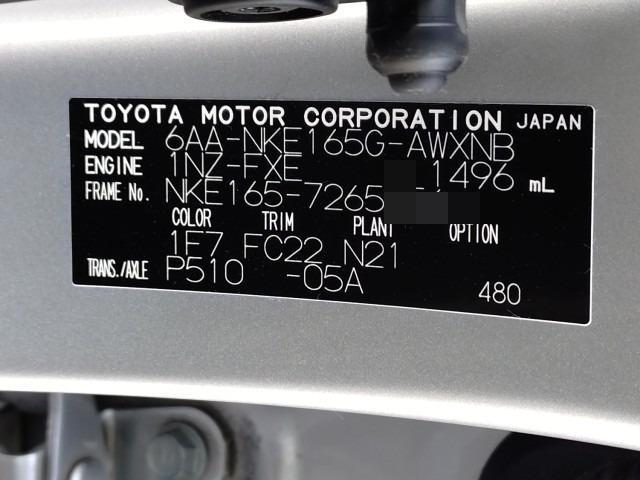 TOYOTA MOTOR CORPORATION JAPAN
MODEL 6AA-NKE165G-AWXNB
ENGINE 1NZ-FXE 1496 mL
FRAME No. NKE165-7265
COLOR TRIM PLANT OPTION
1F7 FC22 N21
TRANS./AXLE P510 -05A
480